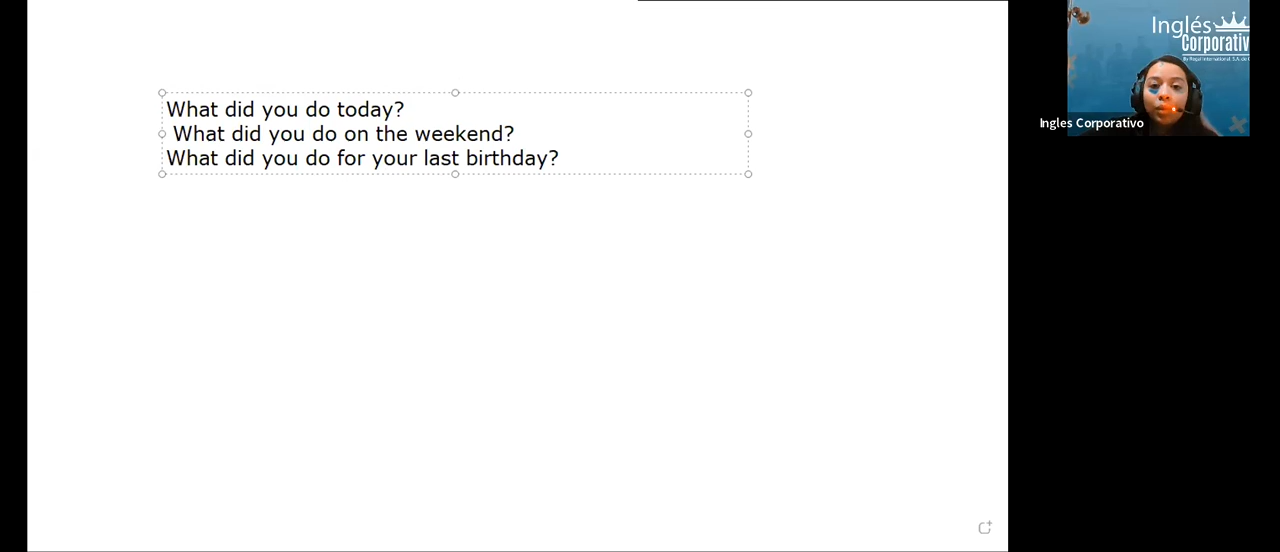 What did you do today?
What did you do on the weekend?
What did you do for your last birthday?
Inglés
Corporativ
Ingles Corporativo